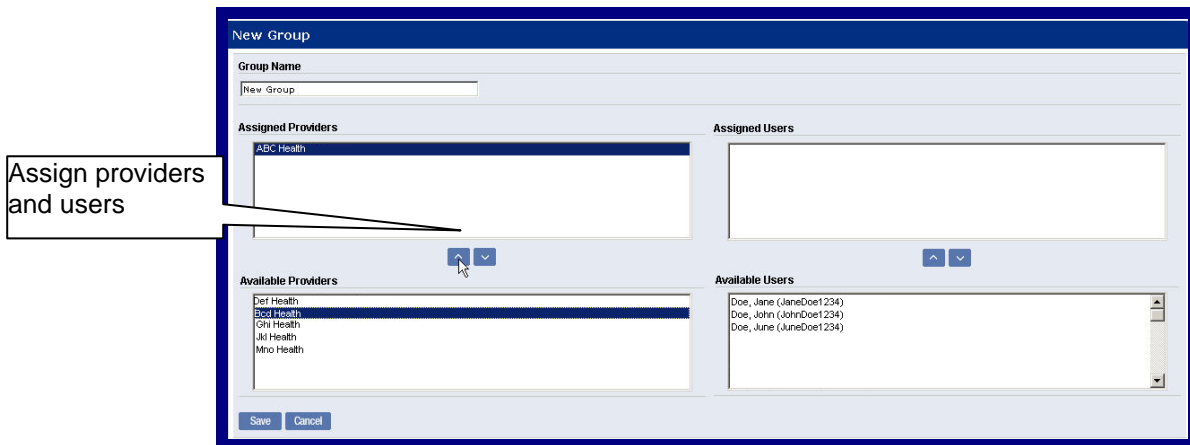 New Group
Group Name
New Group
Assigned Providers
ABC Health
Assigned Users
Assign providers
and users
Available Providers
Def Health
Bcd Health
Ghi Health
Jkl Health
Mno Health
Available Users
Doe, Jane (JaneDoe1234)
Doe, John (JohnDoe1234)
Doe, June (JuneDoe1234)
Save
Cancel